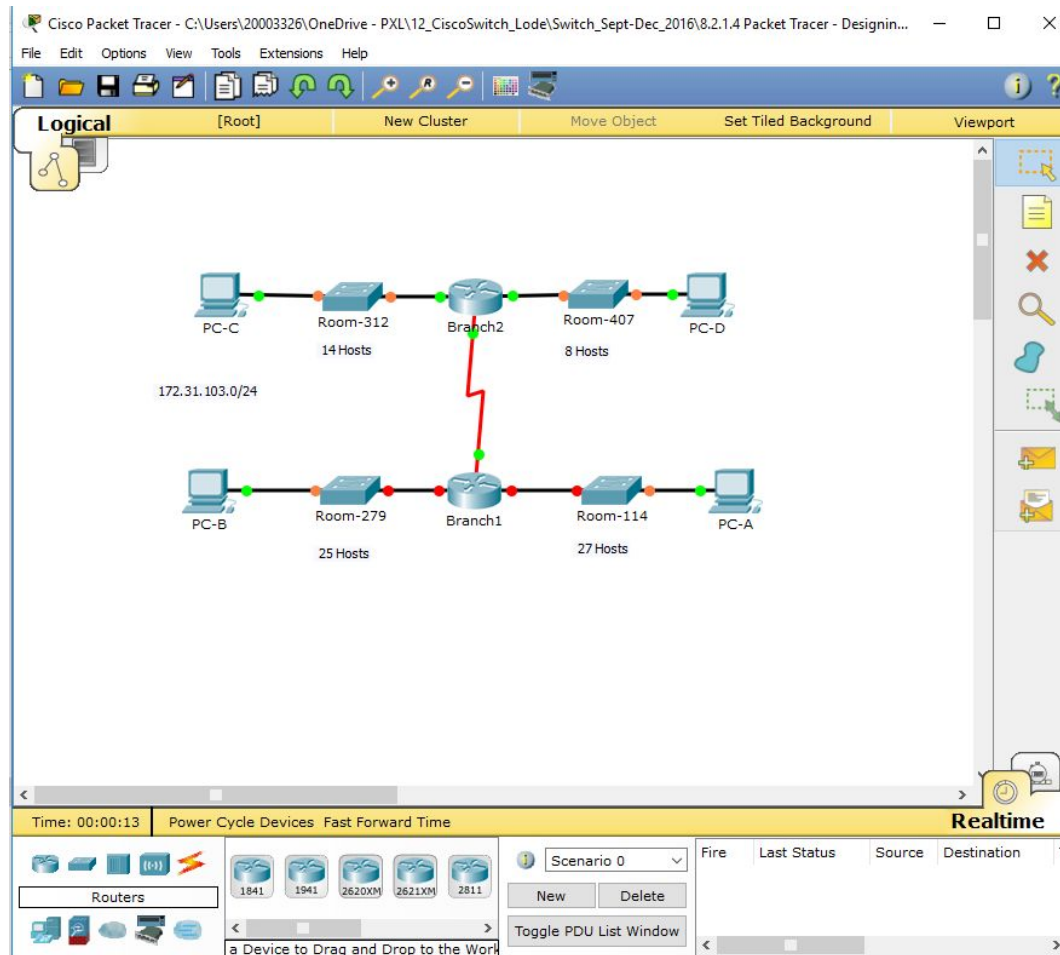 Cisco Packet Tracer - C:\Users\20003326\OneDrive - PXL\12_CiscoSwitch_Lode\Switch_Sept-Dec_2016\8.2.1.4 Packet Tracer - Designin...
File Edit Options View Tools Extensions Help
Logical [Root] New Cluster Move Object Set Tiled Background Viewport
PC-C Room-312 Branch2 Room-407 PC-D
14 Hosts 8 Hosts
172.31.103.0/24
PC-B Room-279 Branch1 Room-114 PC-A
25 Hosts 27 Hosts
Time: 00:00:13 Power Cycle Devices Fast Forward Time Realtime
Routers
1841 1941 2620XM 2621XM 2811
a Device to Drag and Drop to the Work
Scenario 0
New Delete
Toggle PDU List Window
Fire Last Status Source Destination